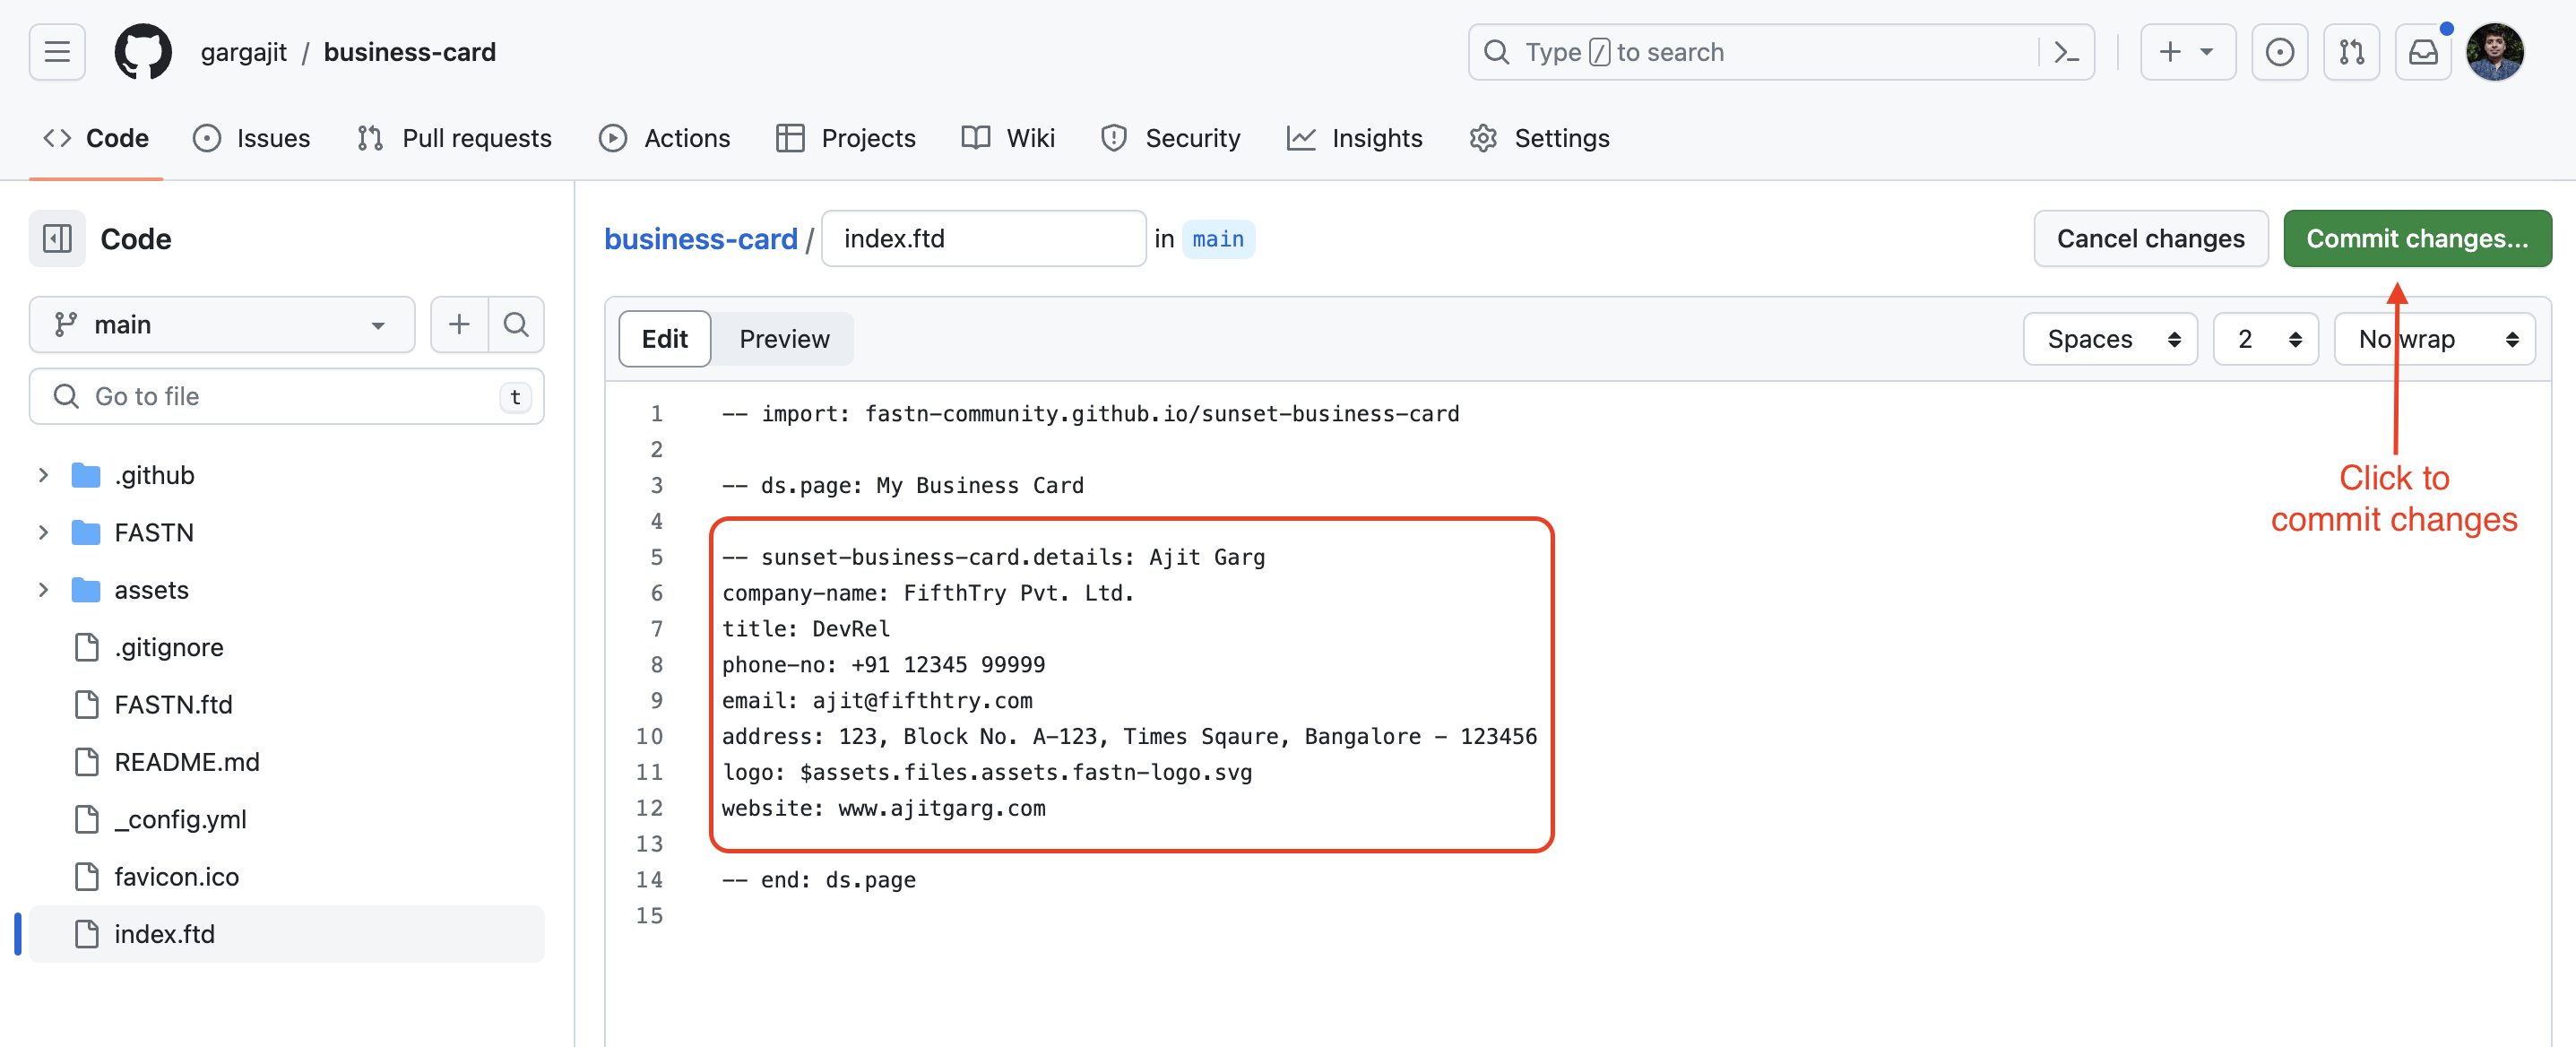 gargajit / business-card
Type / to search
Code
Issues
Pull requests
Actions
Projects
Wiki
Security
Insights
Settings
Code
main
Go to file
t
.github
FASTN
assets
.gitignore
FASTN.ftd
README.md
_config.yml
favicon.ico
index.ftd
business-card / index.ftd in main
Cancel changes
Commit changes...
Edit
Preview
Spaces
2
No wrap
1 -- import: fastn-community.github.io/sunset-business-card
2
3 -- ds.page: My Business Card
4
5 -- sunset-business-card.details: Ajit Garg
6 company-name: FifthTry Pvt. Ltd.
7 title: DevRel
8 phone-no: +91 12345 99999
9 email: ajit@fifthtry.com
10 address: 123, Block No. A-123, Times Sqaure, Bangalore - 123456
11 logo: $assets.files.assets.fastn-logo.svg
12 website: www.ajitgarg.com
13
14 -- end: ds.page
15
Click to
commit changes